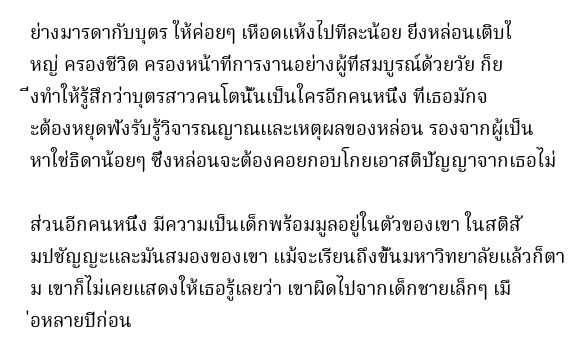 ย่างมารดากับบุตร ให้ค่อยๆ เหือดแห้งไปทีละน้อย ยิ่งหล่อนเติบใ
หญ่ ครองชีวิต ครองหน้าที่การงานอย่างผู้ที่สมบูรณ์ด้วยวัย ก็ย
ิ่งทำให้รู้สึกว่าบุตรสาวคนโตนั้นเป็นใครอีกคนหนึ่ง ที่เธอมักจ
ะต้องหยุดฟังรับรู้วิจารณญาณและเหตุผลของหล่อน รองจากผู้เป็น
หาใช่ธิดาน้อยๆ ซึ่งหล่อนจะต้องคอยกอบโกยเอาสติปัญญาจากเธอไม่

ส่วนอีกคนหนึ่ง มีความเป็นเด็กพร้อมมูลอยู่ในตัวของเขา ในสติสั
มปชัญญะและมันสมองของเขา แม้จะเรียนถึงขั้นมหาวิทยาลัยแล้วก็ตา
ม เขาก็ไม่เคยแสดงให้เธอรู้เลยว่า เขาผิดไปจากเด็กชายเล็กๆ เมื
่อหลายปีก่อน